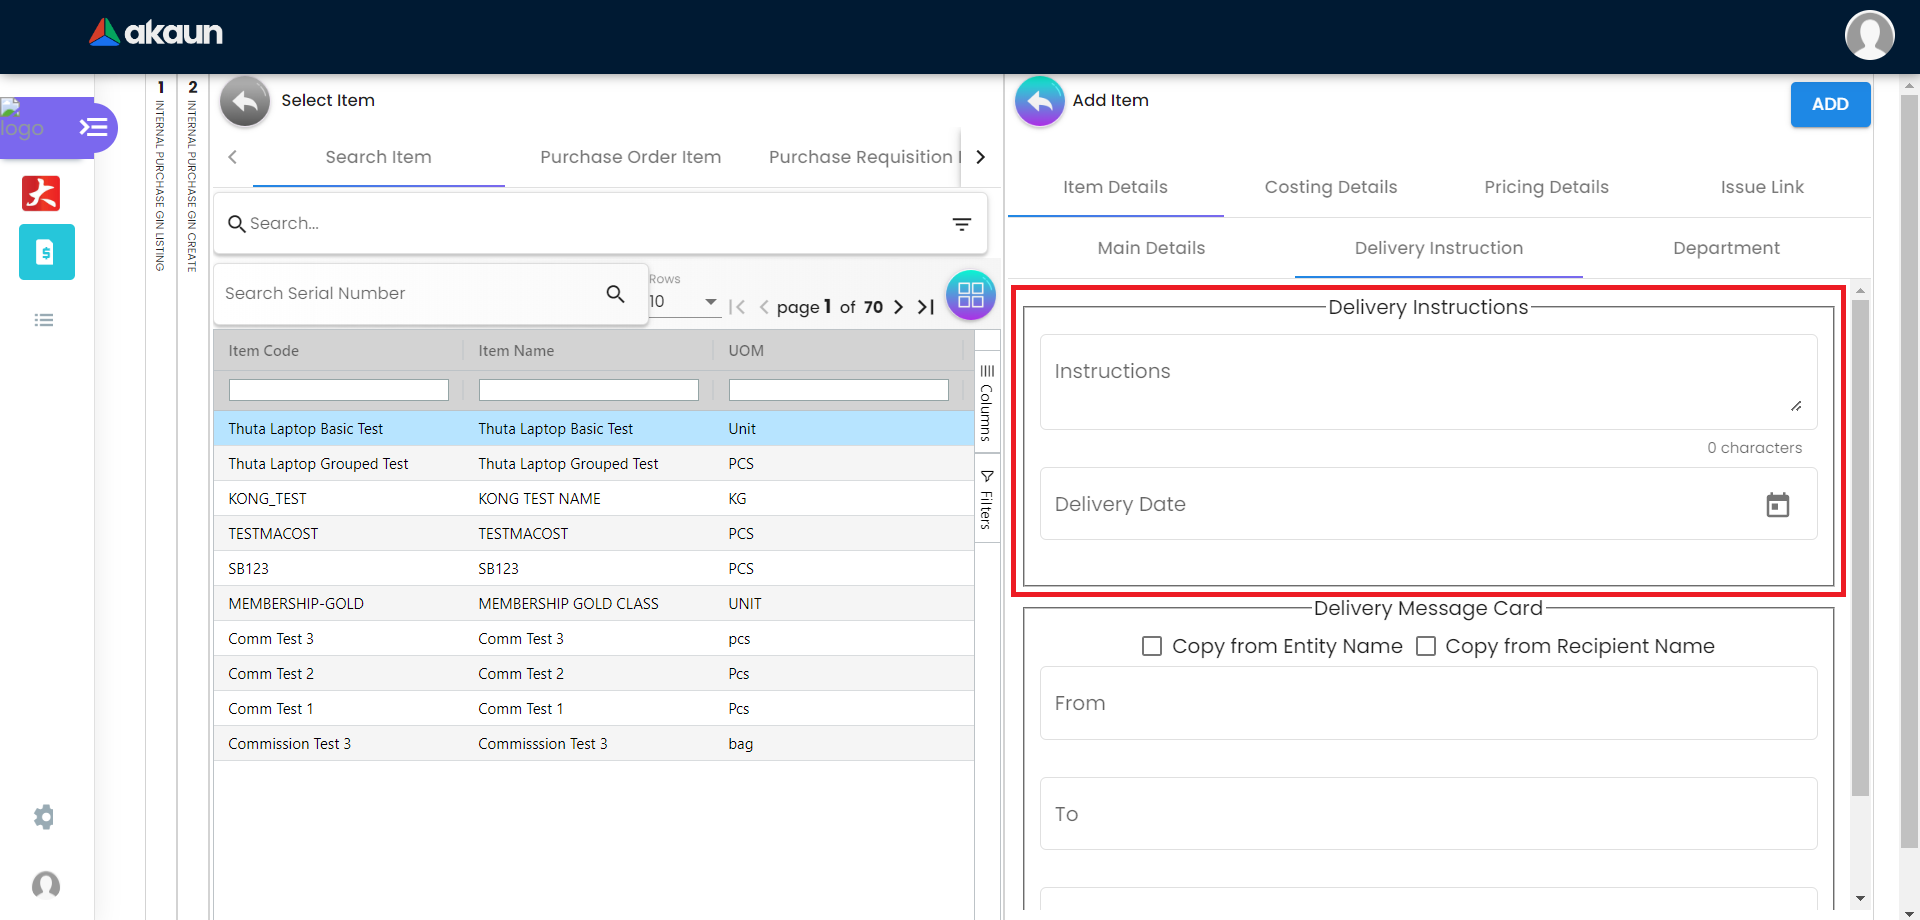 akaun
logo
1 INTERNAL PURCHASE GIN LISTING
2 INTERNAL PURCHASE GIN CREATE
Select Item
Search Item
Purchase Order Item
Purchase Requisition
Search...
Search Serial Number
Rows
10
page 1 of 70
Item Code Item Name UOM
Thuta Laptop Basic Test Thuta Laptop Basic Test Unit
Thuta Laptop Grouped Test Thuta Laptop Grouped Test PCS
KONG_TEST KONG TEST NAME KG
TESTMACOST TESTMACOST PCS
SB123 SB123 PCS
MEMBERSHIP-GOLD MEMBERSHIP GOLD CLASS UNIT
Comm Test 3 Comm Test 3 pcs
Comm Test 2 Comm Test 2 Pcs
Comm Test 1 Comm Test 1 Pcs
Commission Test 3 Commisssion Test 3 bag
Columns
Filters
Add Item
ADD
Item Details
Costing Details
Pricing Details
Issue Link
Main Details
Delivery Instruction
Department
Delivery Instructions
Instructions
0 characters
Delivery Date
Delivery Message Card
Copy from Entity Name
Copy from Recipient Name
From
To